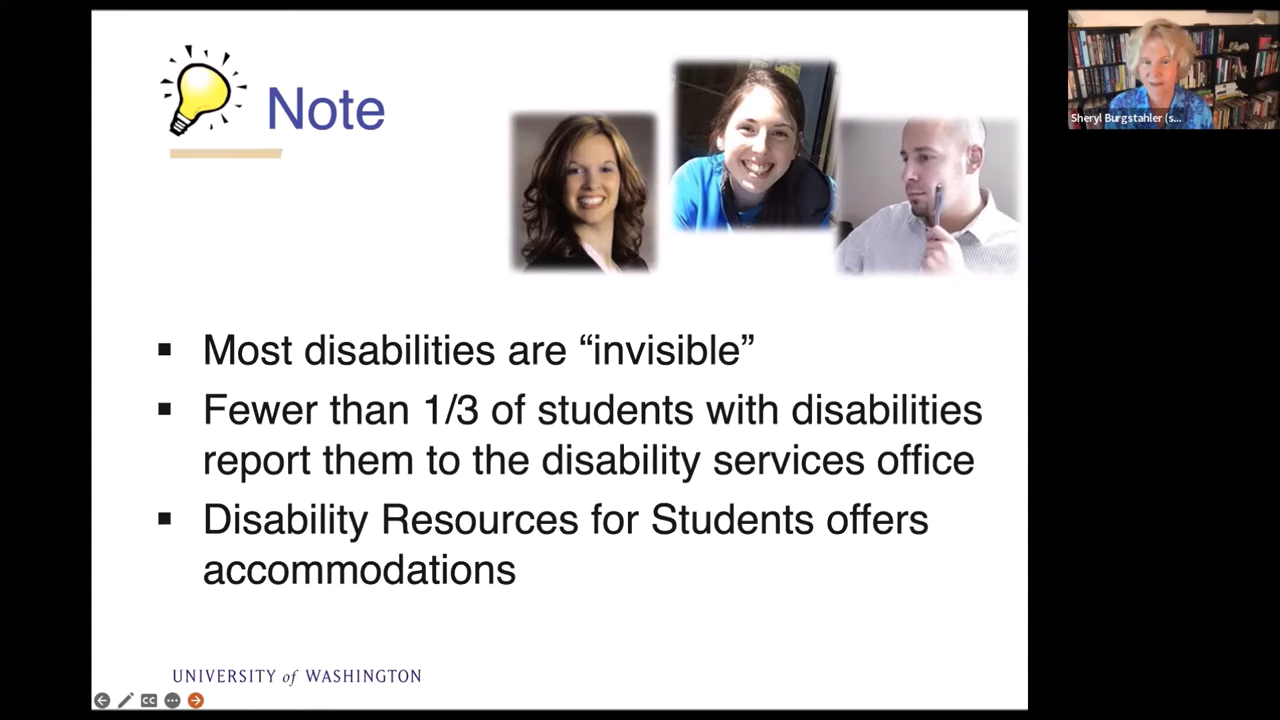 Note
Sheryl Burgstahler (s...
▪ Most disabilities are “invisible”
▪ Fewer than 1/3 of students with disabilities
report them to the disability services office
▪ Disability Resources for Students offers
accommodations
UNIVERSITY of WASHINGTON
CC